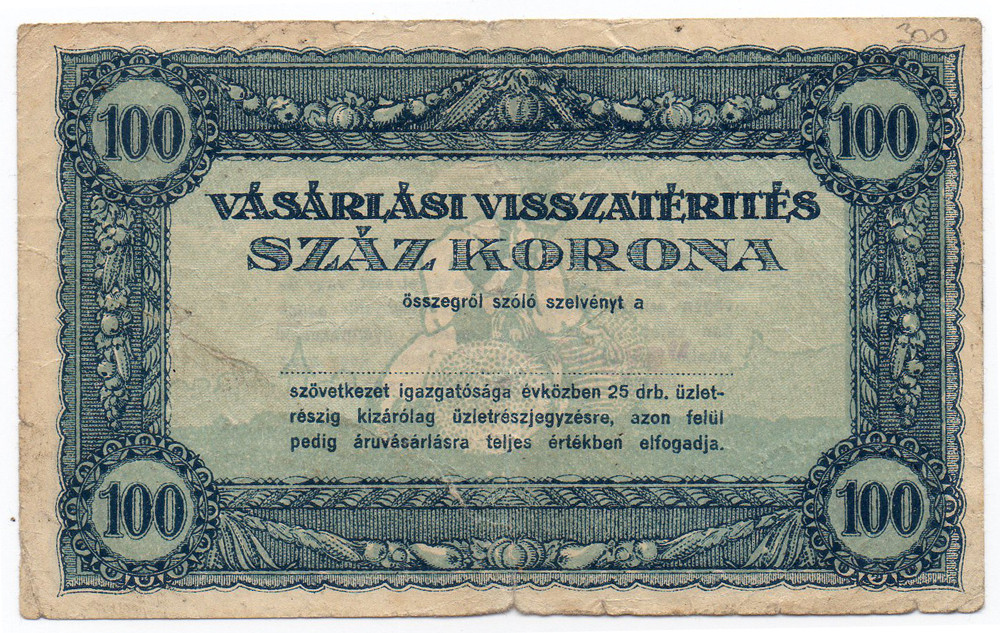 300
100 100
VÁSÁRLÁSI VISSZATÉRITÉS
SZÁZ KORONA
összegről szóló szelvényt a
szövetkezet igazgatósága évközben 25 drb. üzlet-
részig kizárólag üzletrészjegyzésre, azon felül
pedig áruvásárlásra teljes értékben elfogadja.
100 100